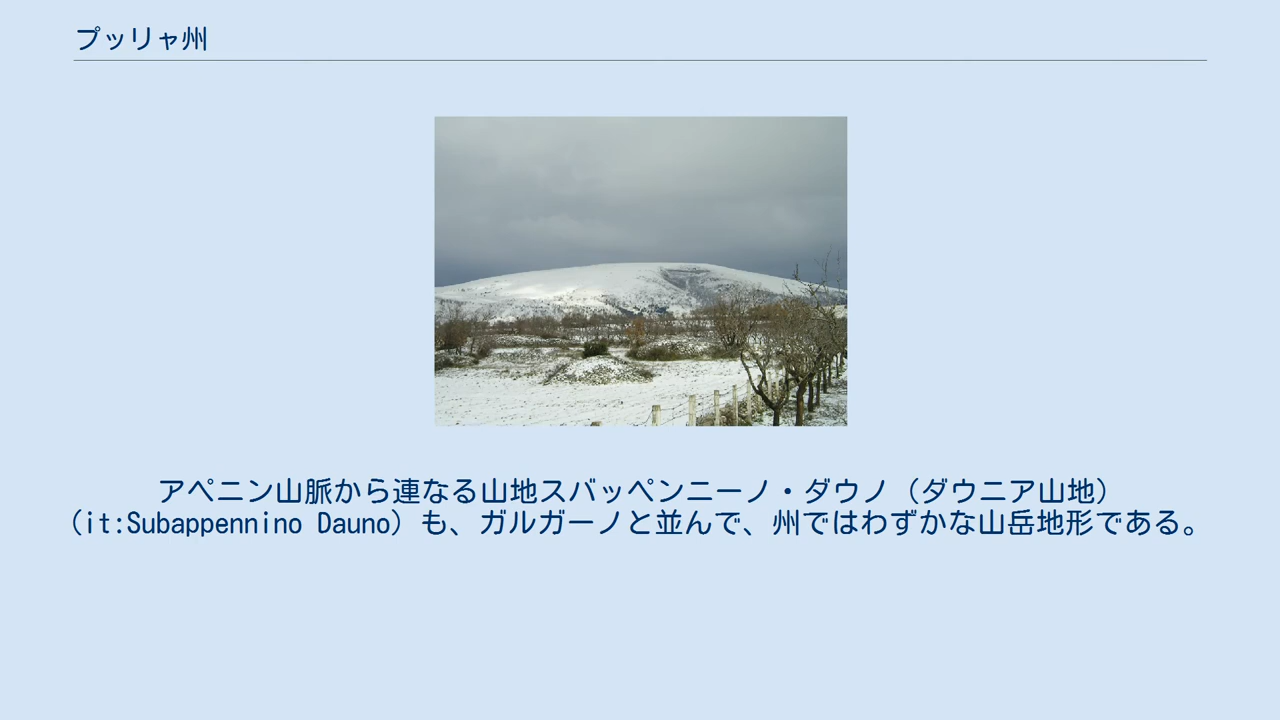 プッリャ州
アペニン山脈から連なる山地スバッペンニーノ・ダウノ（ダウニア山地）
（it:Subappennino Dauno）も、ガルガーノと並んで、州ではわずかな山岳地形である。